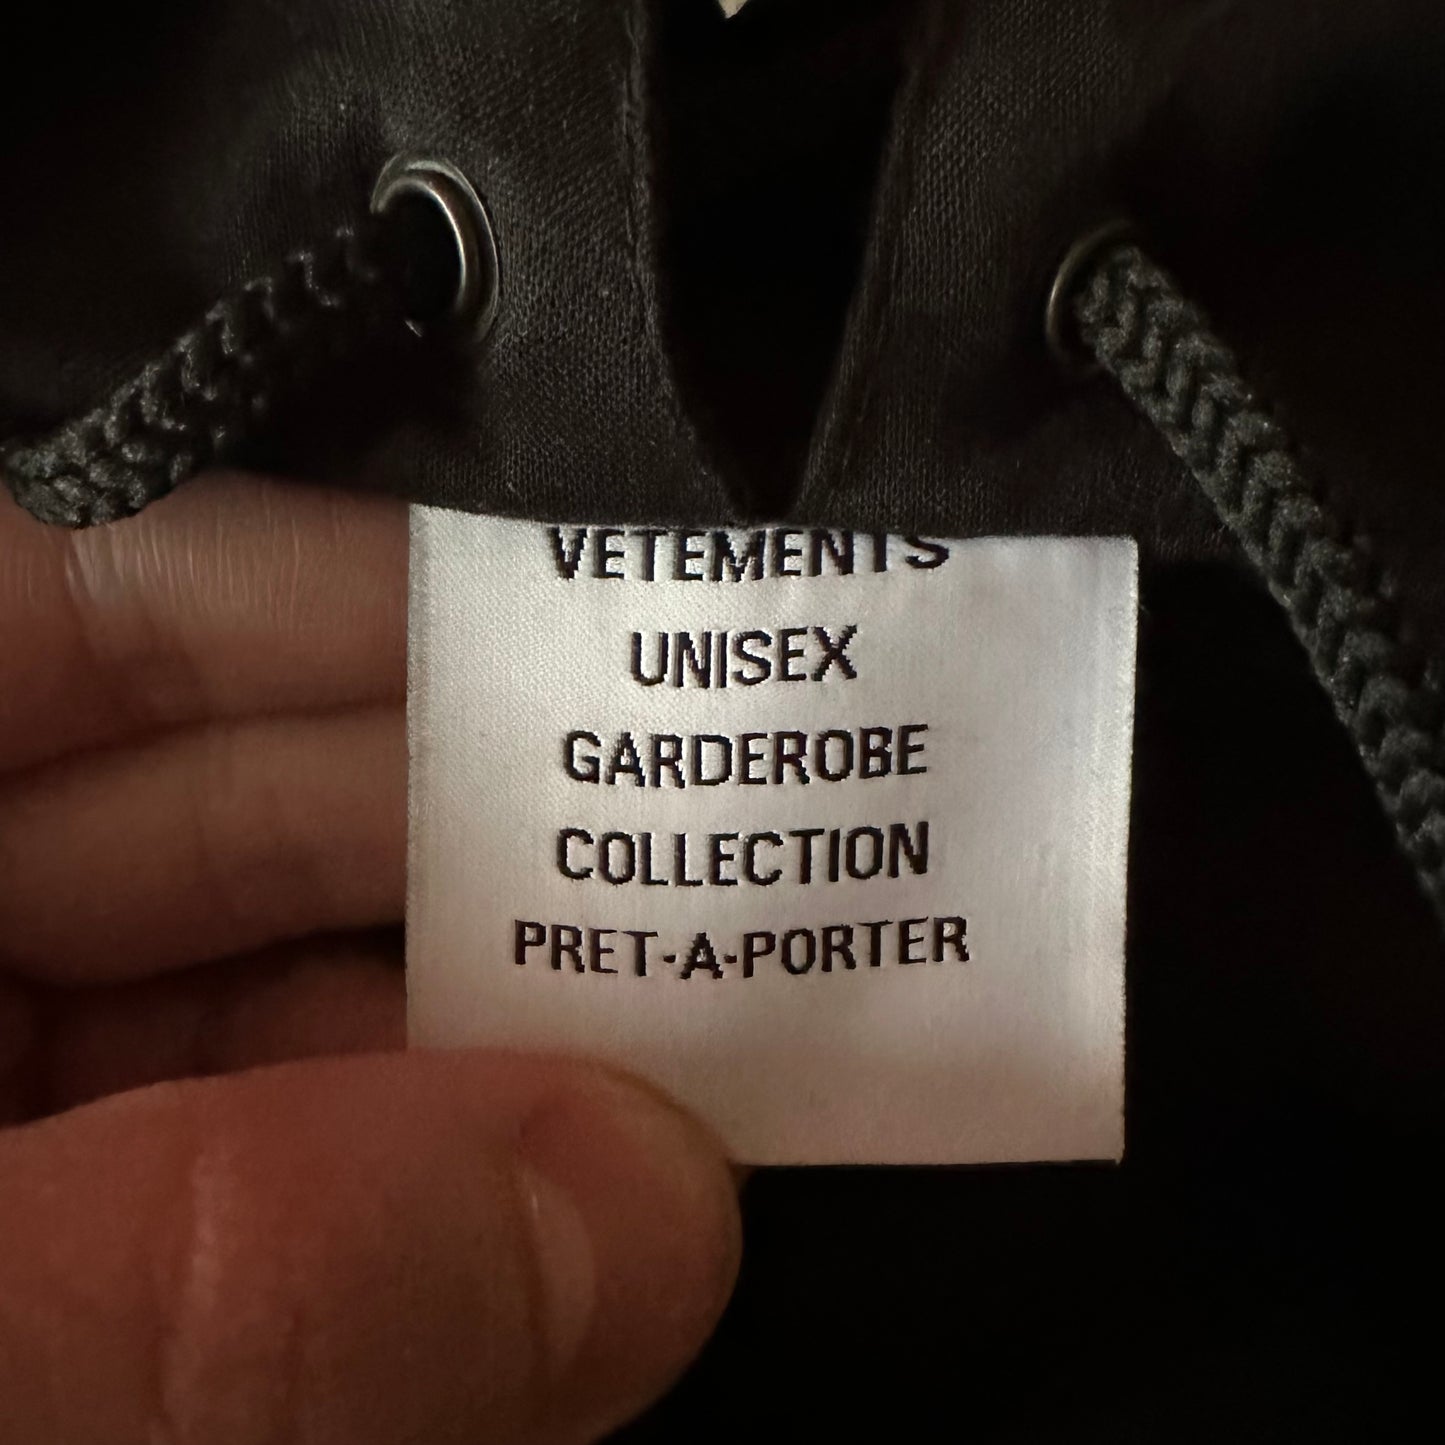 VETEMENTS
UNISEX
GARDEROBE
COLLECTION
PRET-A-PORTER